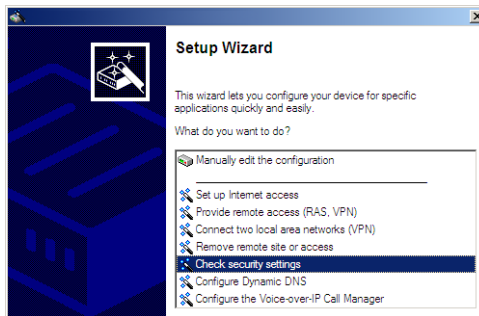 Setup Wizard
This wizard lets you configure your device for specific
applications quickly and easily.
What do you want to do?
Manually edit the configuration
Set up Internet access
Provide remote access (RAS, VPN)
Connect two local area networks (VPN)
Remove remote site or access
Check security settings
Configure Dynamic DNS
Configure the Voice-over-IP Call Manager